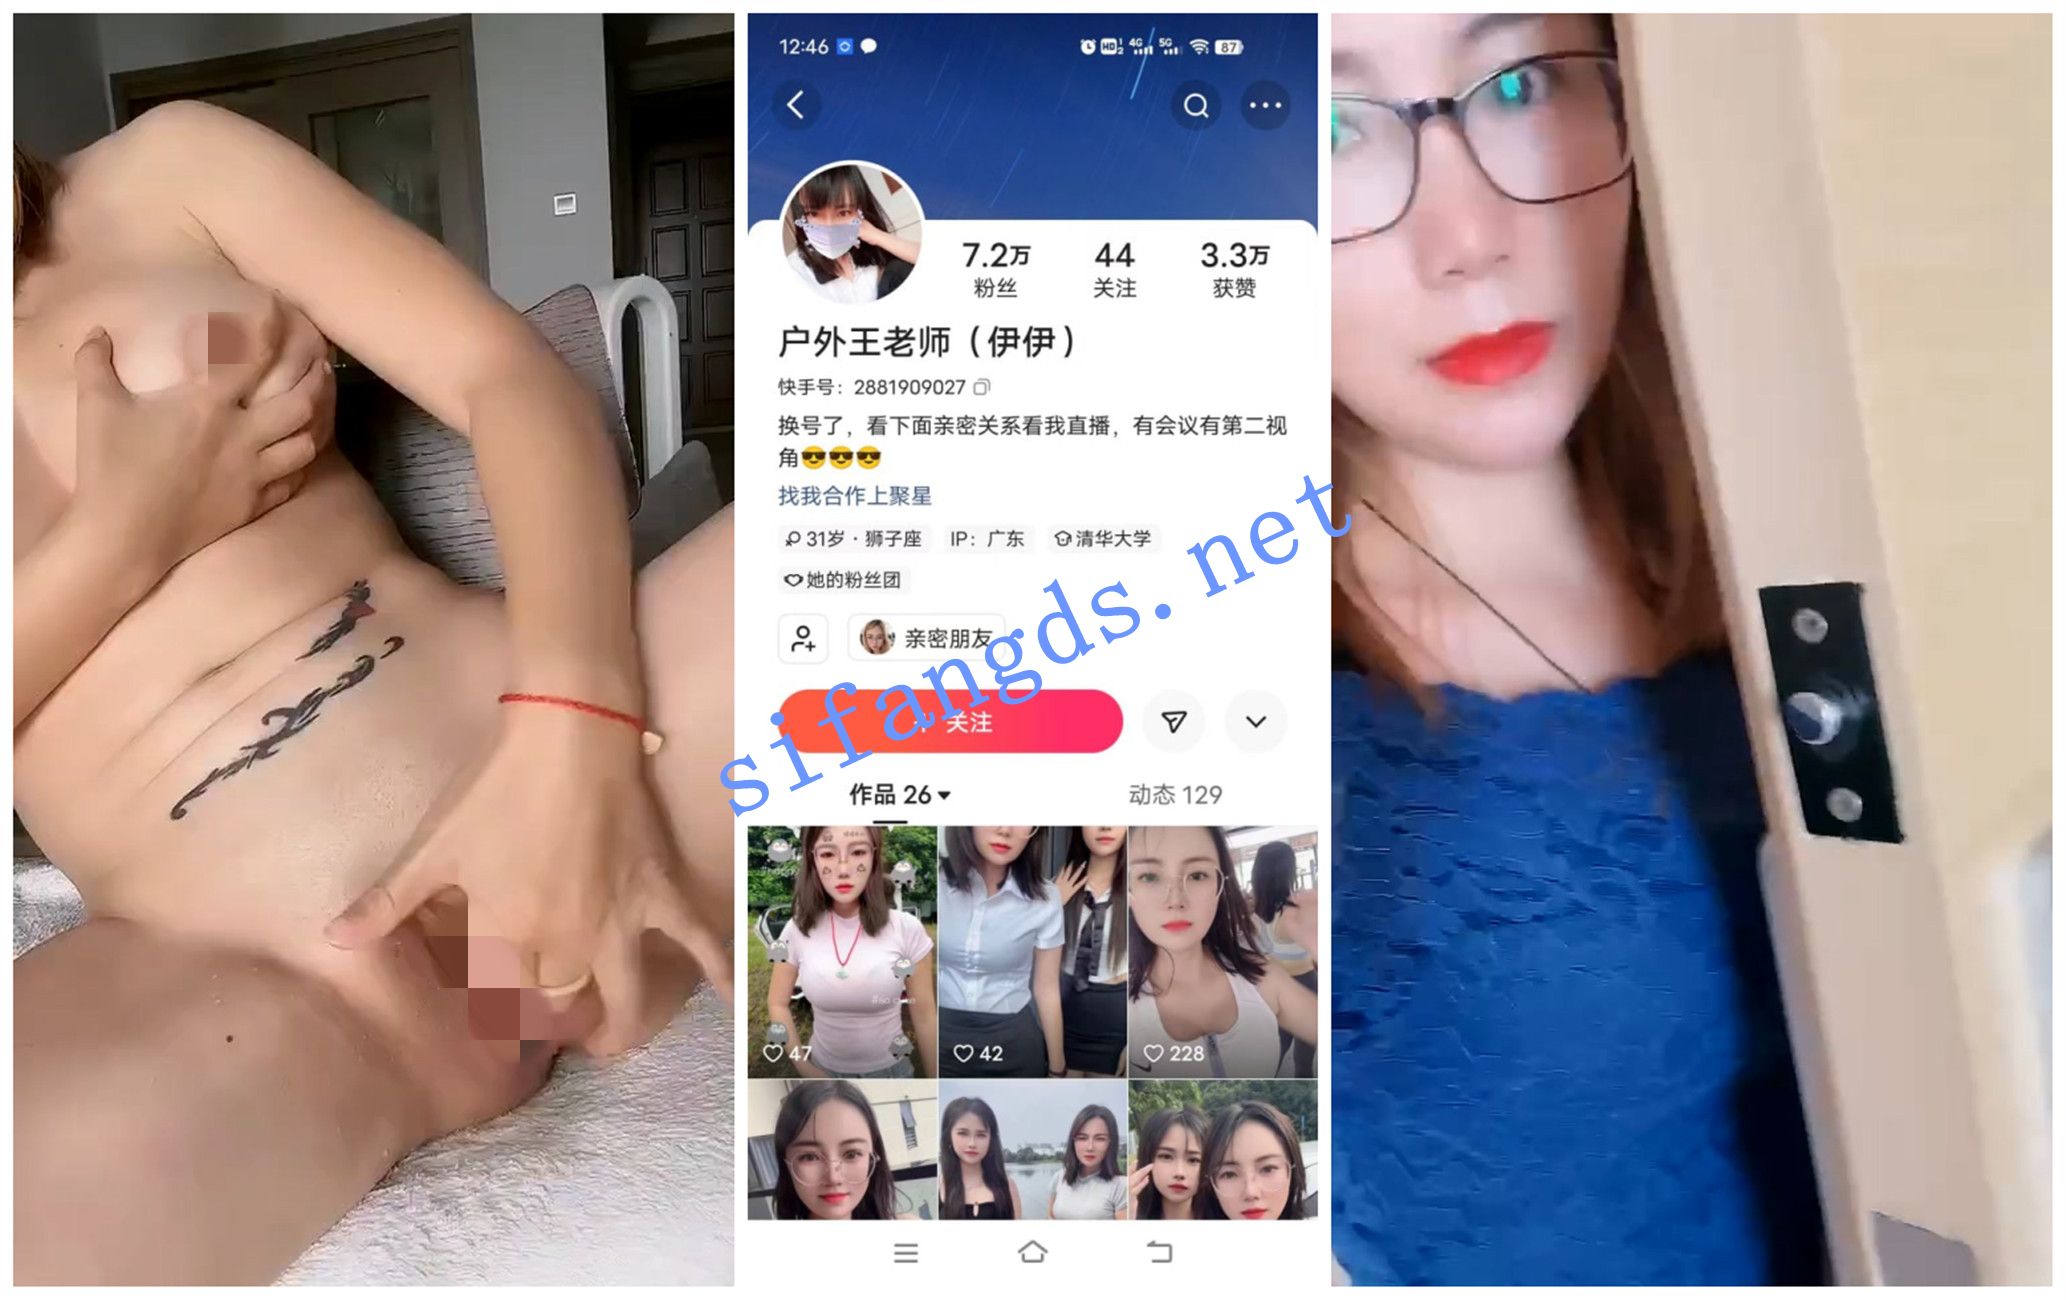 12:46
87
7.2万
44
3.3万
粉丝
关注
获赞
户外王老师（伊伊）
快手号：2881909027
换号了，看下面亲密关系看我直播，有会议有第二视
角😎😎😎
找我合作上聚星
31岁·狮子座
IP：广东
清华大学
她的粉丝团
亲密朋友
关注
sifangds.net
作品 26
动态 129
47
42
228